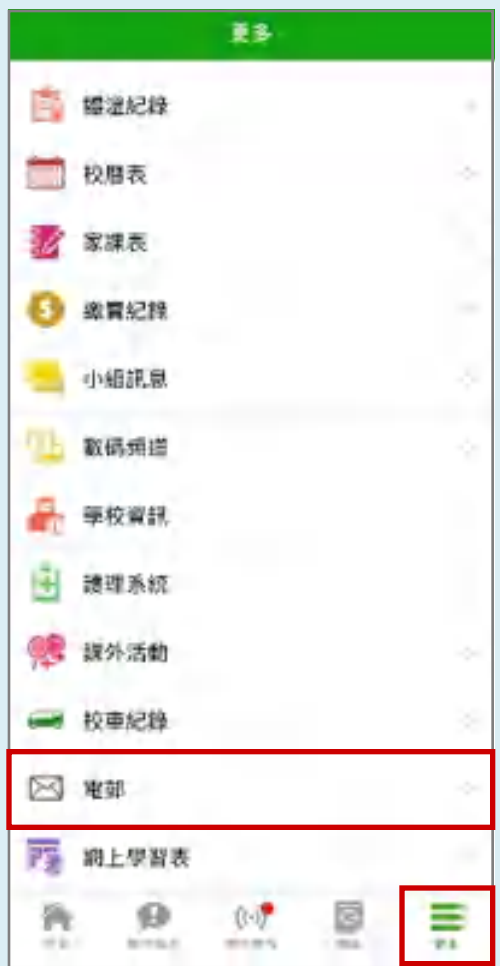 更多
體溫紀錄
校曆表
家課表
繳費紀錄
小組訊息
數碼頻道
學校資訊
護理系統
課外活動
校車紀錄
電郵
網上學習表
更多